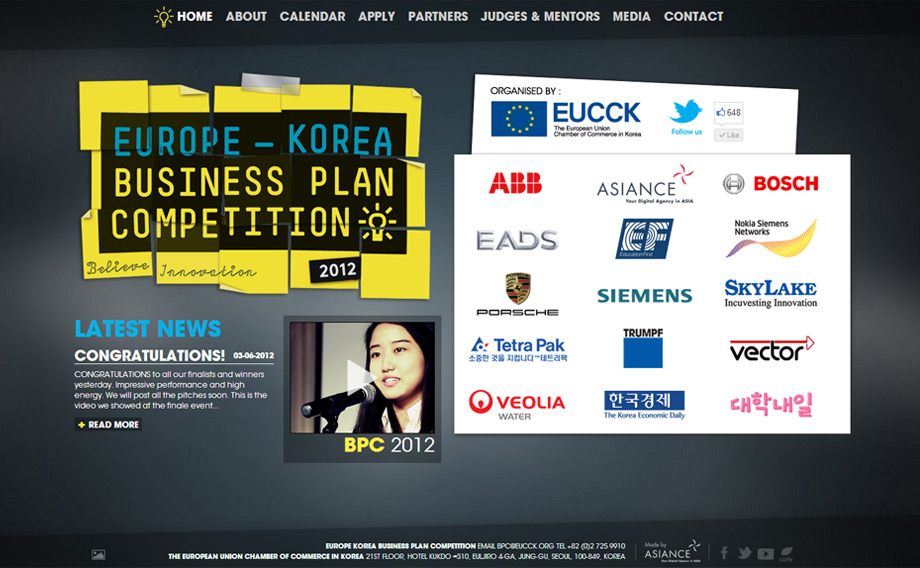 HOME ABOUT CALENDAR APPLY PARTNERS JUDGES & MENTORS MEDIA CONTACT
EUROPE – KOREA
BUSINESS PLAN
COMPETITION
Believe Innovation
2012
ORGANISED BY :
EUCCK
The European Union
Chamber of Commerce in Korea
Follow us
648
Like
ABB
ASIANCE
Your Digital Agency in ASIA
BOSCH
EADS
EF
Education First
Nokia Siemens
Networks
PORSCHE
SIEMENS
SKYLAKE
Incuvesting Innovation
Tetra Pak
소중한 것을 지킵니다™테트라팩
TRUMPF
vector
VEOLIA
WATER
한국경제
The Korea Economic Daily
대학내일
LATEST NEWS
CONGRATULATIONS! 03-06-2012
CONGRATULATIONS to all our finalists and winners
yesterday. Impressive performance and high
energy. We will post all the pitches soon. This is the
video we showed at the finale event...
+ READ MORE
BPC 2012
EUROPE KOREA BUSINESS PLAN COMPETITION EMAIL BPC@EUCCK.ORG TEL +82 (0)2 725 9910
THE EUROPEAN UNION CHAMBER OF COMMERCE IN KOREA 21ST FLOOR, HOTEL KUKDO =310, EULJIRO 4-GA, JUNG-GU, SEOUL, 100-849, KOREA
Made by
ASIANCE
Your Digital Agency in ASIA
cafe